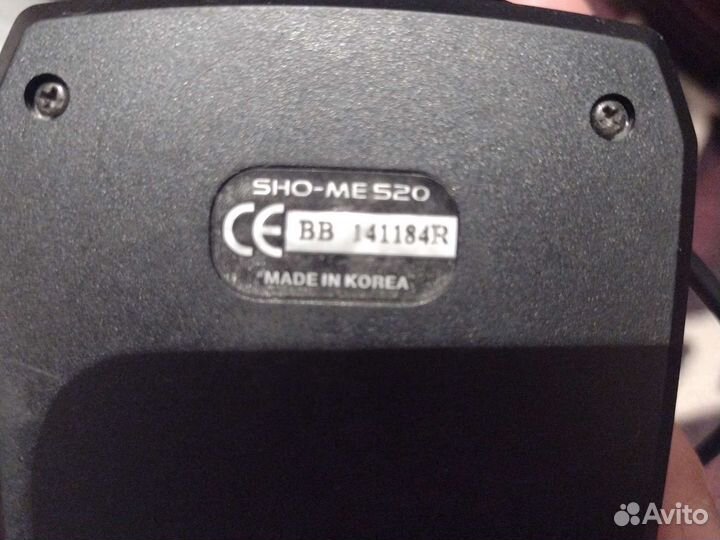 SHO-ME 520
CE BB 141184R
"MADE IN KOREA"
Avito